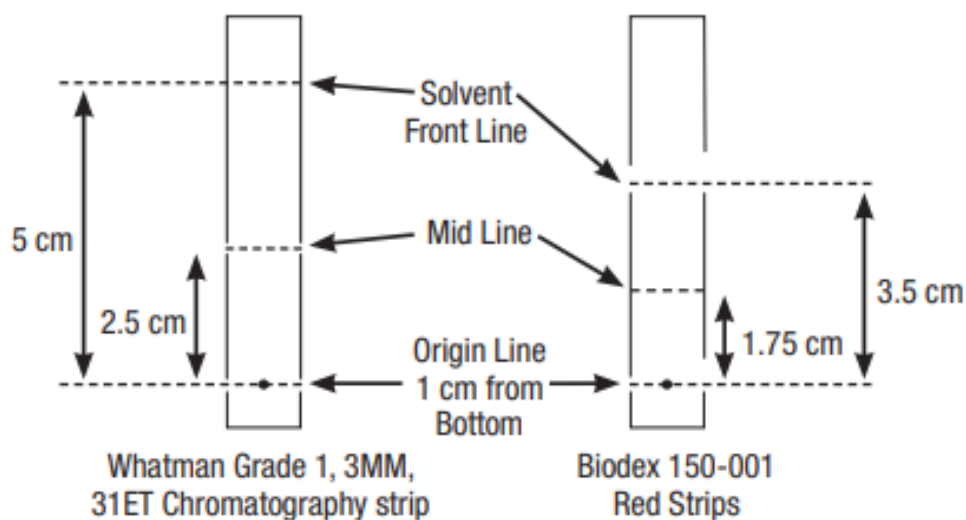 Solvent
Front Line
5 cm
Mid Line
2.5 cm
3.5 cm
1.75 cm
Origin Line
1 cm from
Bottom
Whatman Grade 1, 3MM,
31ET Chromatography strip
Biodex 150-001
Red Strips